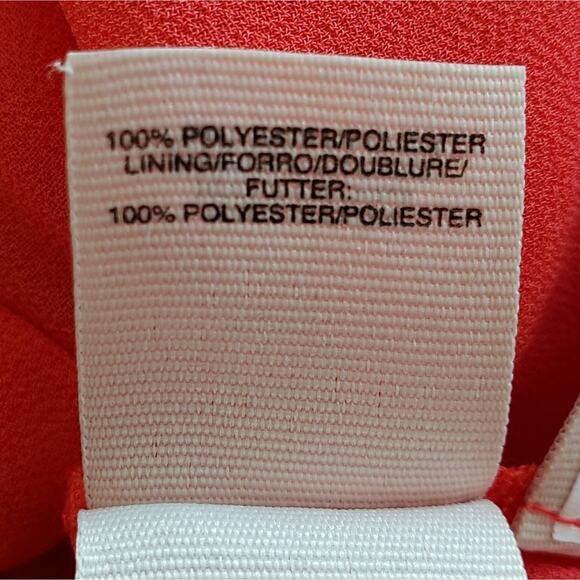 100% POLYESTER/POLIESTER
LINING/FORRO/DOUBLURE/
FUTTER:
100% POLYESTER/POLIESTER